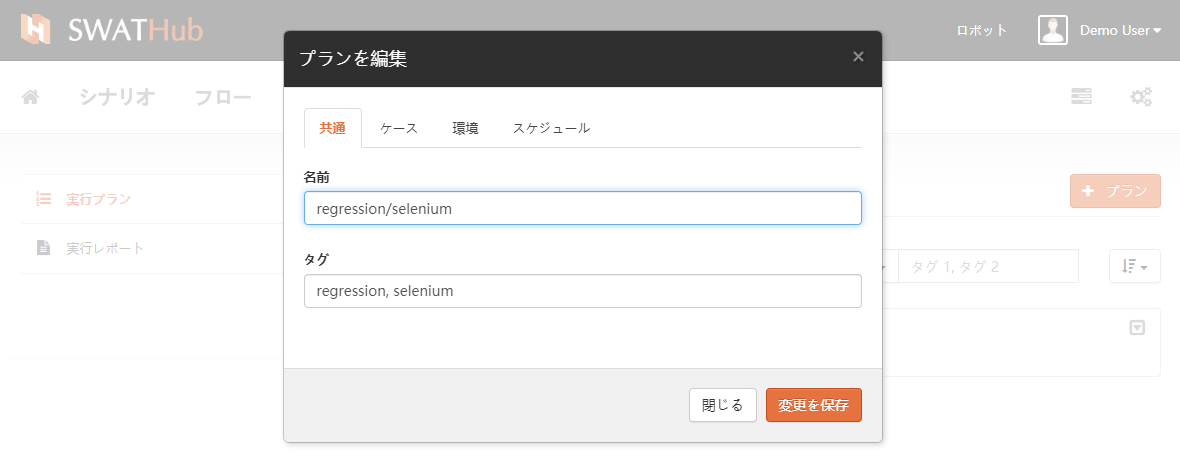 SWATHub
ロボット
Demo User
プランを編集
×
シナリオ
フロー
共通
ケース
環境
スケジュール
実行プラン
実行レポート
名前
regression/selenium
タグ
regression, selenium
プラン
タグ 1, タグ 2
閉じる
変更を保存